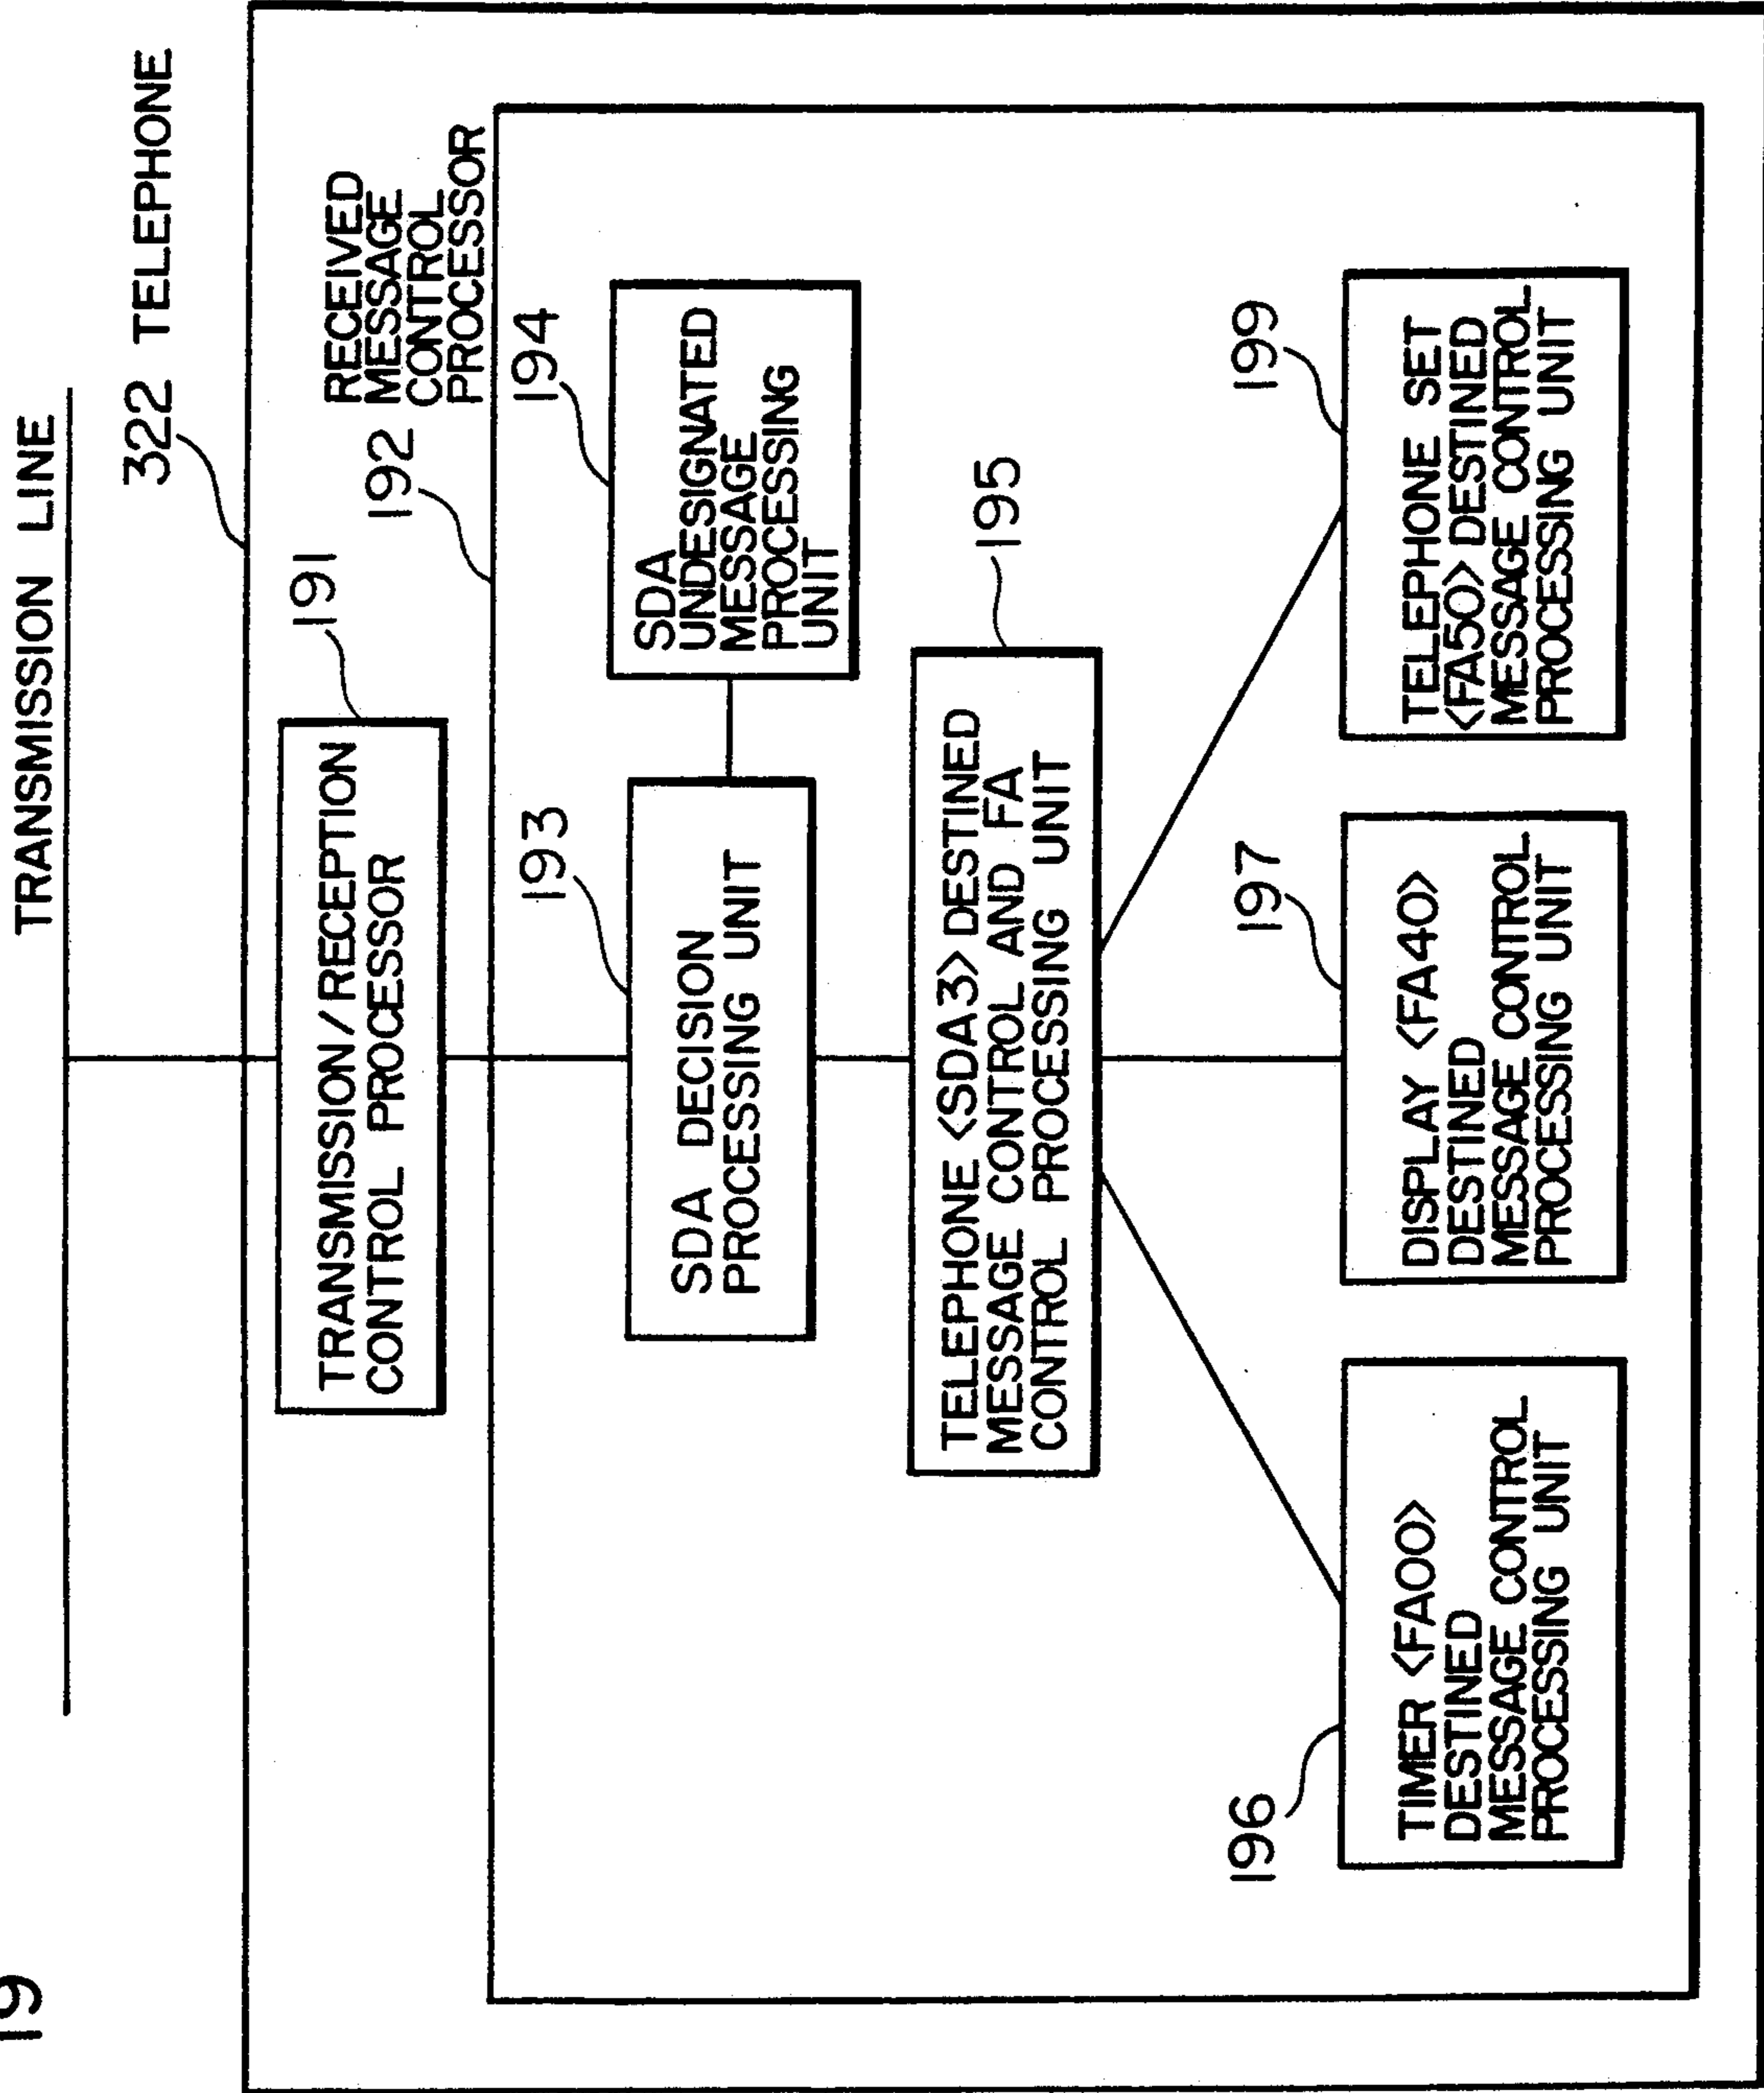 19
TRANSMISSION LINE
322 TELEPHONE
191
TRANSMISSION/RECEPTION
CONTROL PROCESSOR
192
RECEIVED
MESSAGE
CONTROL
PROCESSOR
193
SDA DECISION
PROCESSING UNIT
194
SDA
UNDESIGNATED
MESSAGE
PROCESSING
UNIT
195
TELEPHONE <SDA3> DESTINED
MESSAGE CONTROL AND FA
CONTROL PROCESSING UNIT
196
TIMER <FA00>
DESTINED
MESSAGE CONTROL
PROCESSING UNIT
197
DISPLAY <FA40>
DESTINED
MESSAGE CONTROL
PROCESSING UNIT
199
TELEPHONE SET
<FA50> DESTINED
MESSAGE CONTROL
PROCESSING UNIT